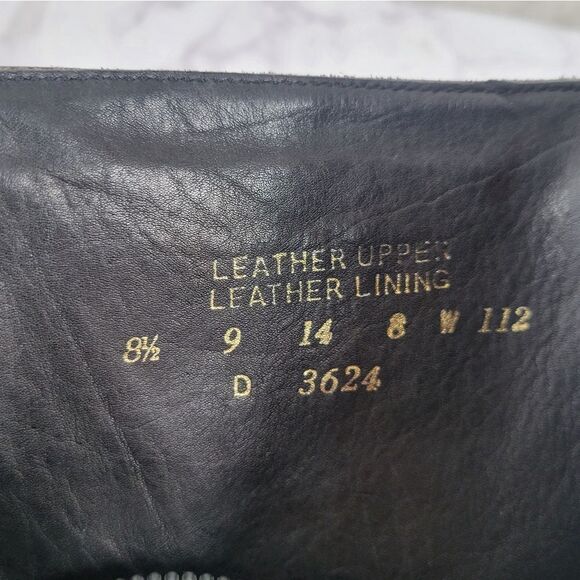 LEATHER UPPER
LEATHER LINING
8½ 9 14 8 W 112
D 3624